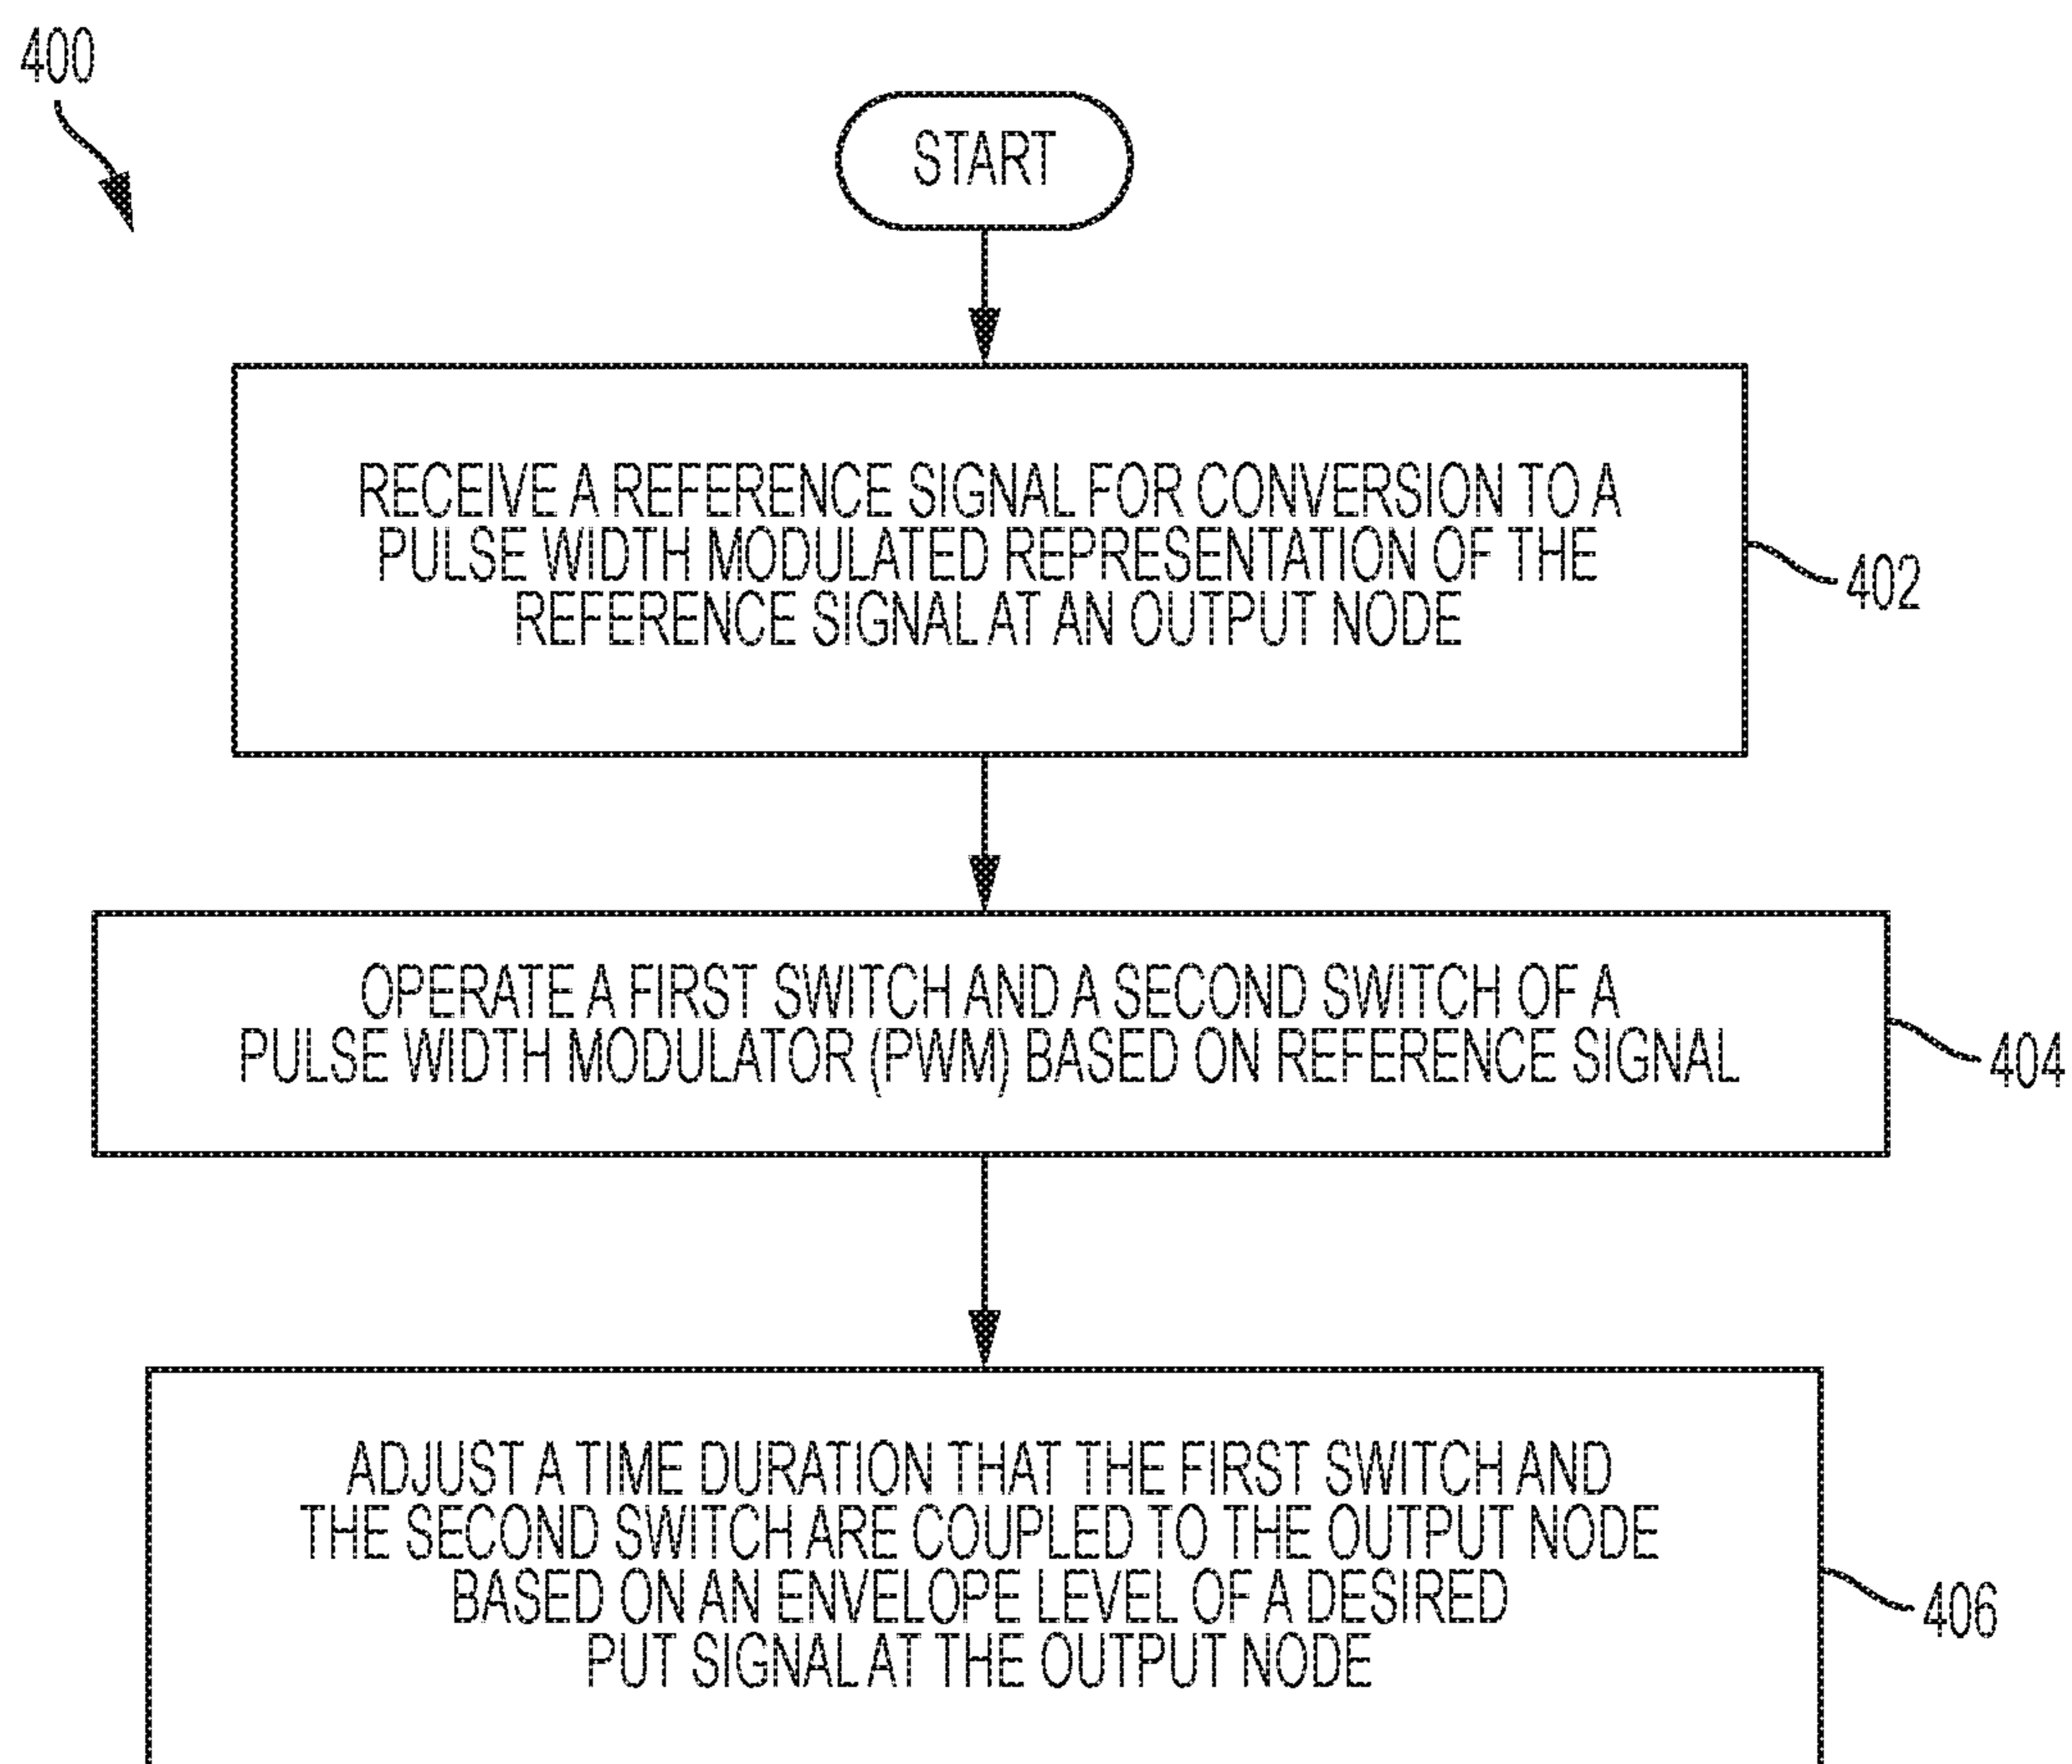 400
START
RECEIVE A REFERENCE SIGNAL FOR CONVERSION TO A
PULSE WIDTH MODULATED REPRESENTATION OF THE
REFERENCE SIGNAL AT AN OUTPUT NODE
402
OPERATE A FIRST SWITCH AND A SECOND SWITCH OF A
PULSE WIDTH MODULATOR (PWM) BASED ON REFERENCE SIGNAL
404
ADJUST A TIME DURATION THAT THE FIRST SWITCH AND
THE SECOND SWITCH ARE COUPLED TO THE OUTPUT NODE
BASED ON AN ENVELOPE LEVEL OF A DESIRED
PUT SIGNAL AT THE OUTPUT NODE
406